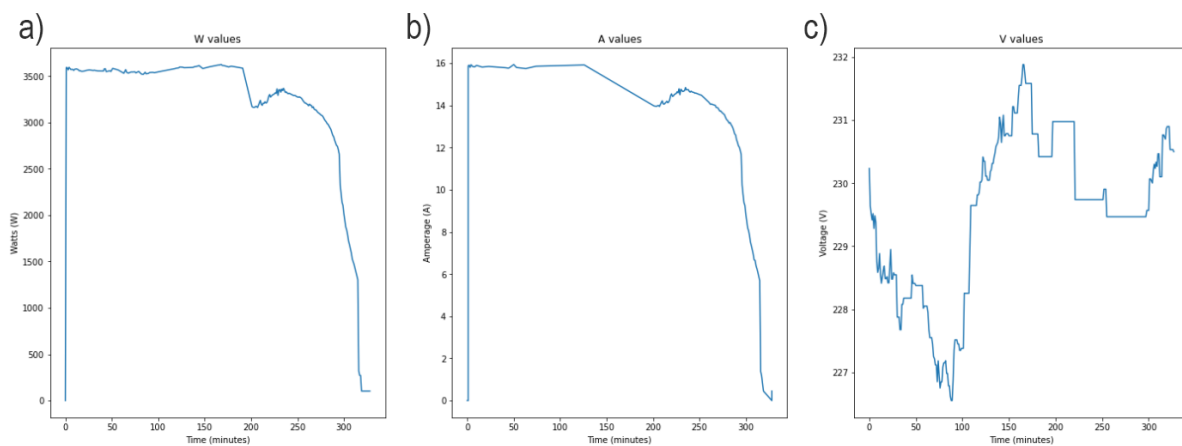 a)
W values
Watts (W)
3500
3000
2500
2000
1500
1000
500
0
0 50 100 150 200 250 300
Time (minutes)
b)
A values
Amperage (A)
16
14
12
10
8
6
4
2
0
0 50 100 150 200 250 300
Time (minutes)
c)
V values
Voltage (V)
232
231
230
229
228
227
0 50 100 150 200 250 300
Time (minutes)